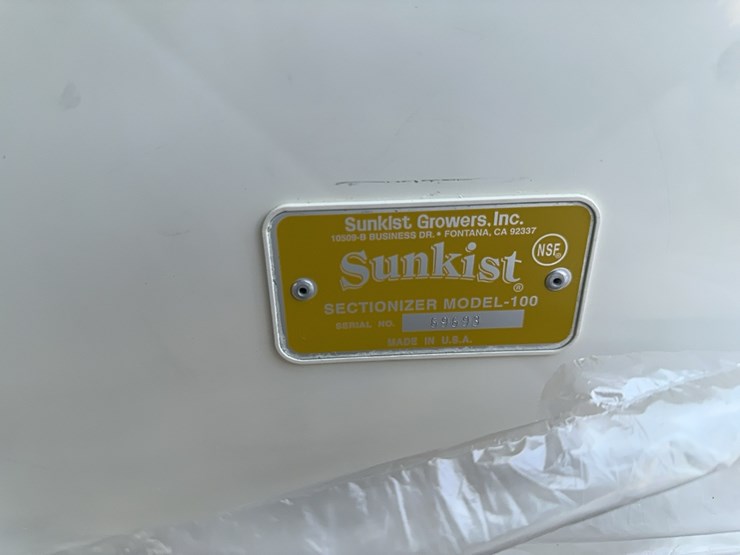 Sunkist Growers, Inc.
10509-B BUSINESS DR. • FONTANA, CA 92337
NSF
Sunkist®
SECTIONIZER MODEL-100
SERIAL NO.
MADE IN U.S.A.